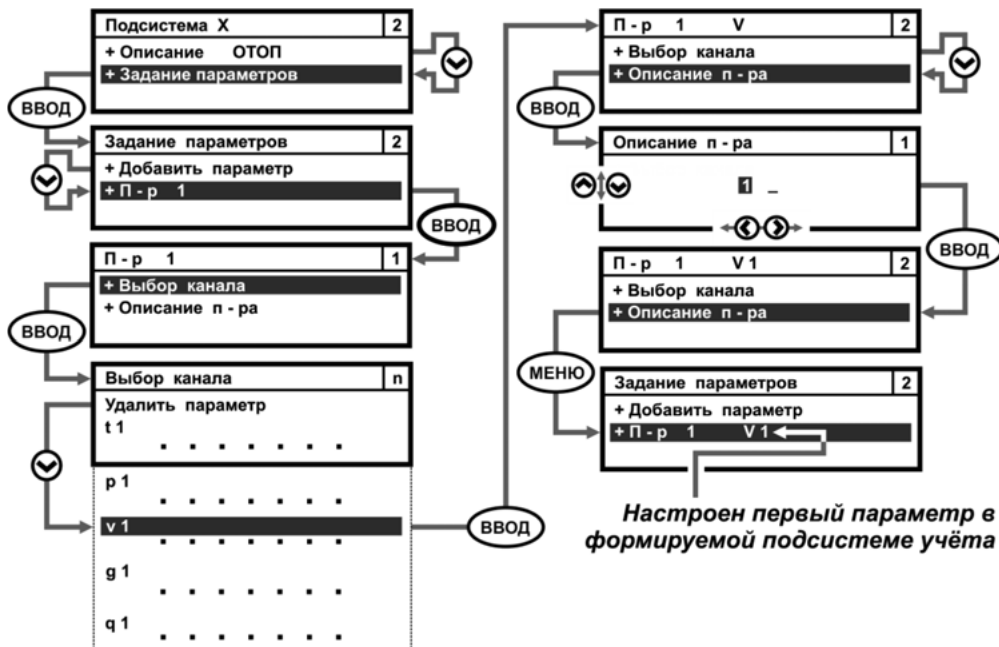 Подсистема X 2
+ Описание ОТОП
+ Задание параметров
ВВОД
Задание параметров 2
+ Добавить параметр
+ П - р 1
ВВОД
П - р 1 1
+ Выбор канала
+ Описание п - ра
ВВОД
Выбор канала n
Удалить параметр
t 1
. . . . . . .
p 1
. . . . . . .
v 1
. . . . . . .
g 1
. . . . . . .
q 1
. . . . . . .
ВВОД
П - р 1 V 2
+ Выбор канала
+ Описание п - ра
ВВОД
Описание п - ра 1
1 _
ВВОД
П - р 1 V 1 2
+ Выбор канала
+ Описание п - ра
МЕНЮ
Задание параметров 2
+ Добавить параметр
+ П - р 1 V 1
Настроен первый параметр в
формируемой подсистеме учёта